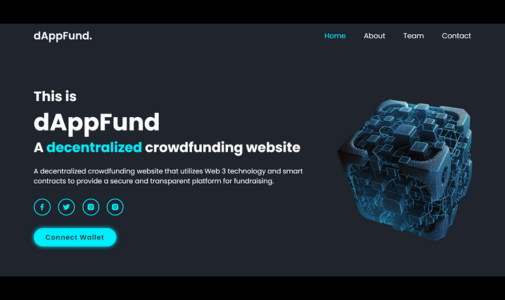 dAppFund.
Home About Team Contact
This is
dAppFund
A decentralized crowdfunding website
A decentralized crowdfunding website that utilizes Web 3 technology and smart
contracts to provide a secure and transparent platform for fundraising.
Connect Wallet